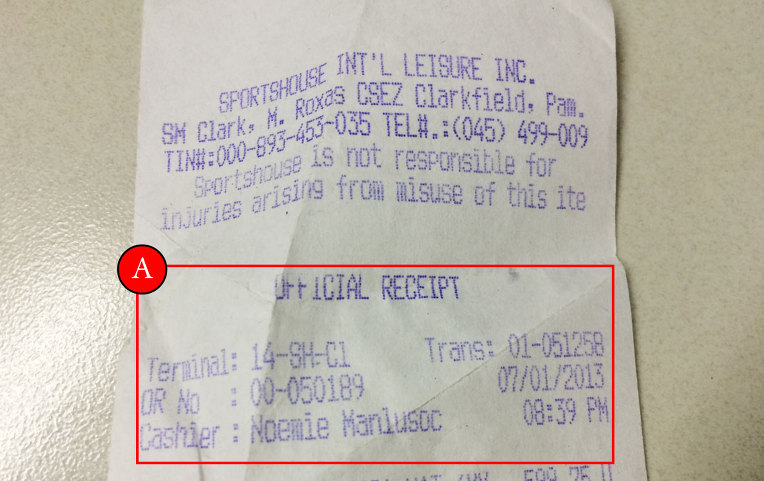 SPORTSHOUSE INT'L LEISURE INC.
SM Clark, M. Roxas CSEZ Clarkfield, Pam.
TIN#:000-893-453-035 TEL#.:(045) 499-009
Sportshouse is not responsible for
injuries arising from misuse of this ite
A
OFFICIAL RECEIPT
Terminal: 14-SH-C1 Trans: 01-051258
OR No : 00-050189 07/01/2013
Cashier : Noemie Manlusoc 08:39 PM